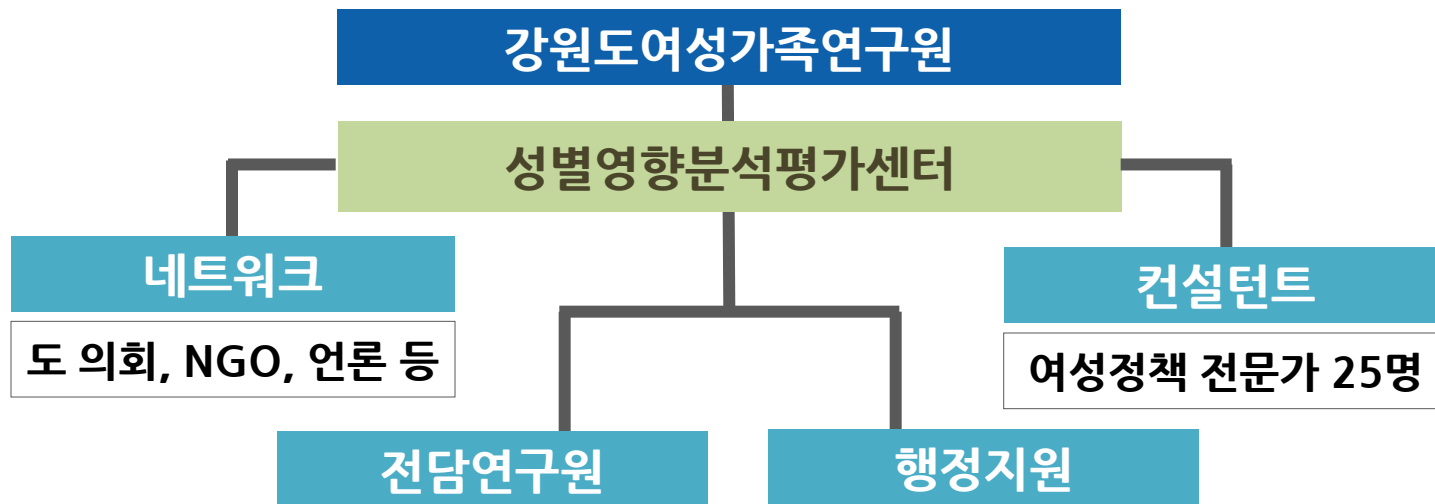 강원도여성가족연구원
성별영향분석평가센터
네트워크
도 의회, NGO, 언론 등
컨설턴트
여성정책 전문가 25명
전담연구원
행정지원